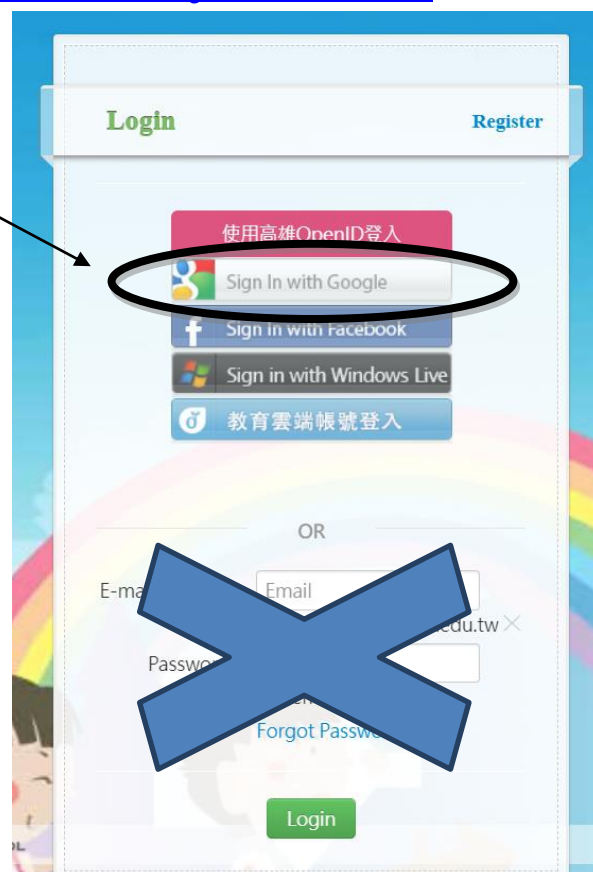 Login
Register
使用高雄OpenID登入
Sign In with Google
f Sign In with Facebook
Sign in with Windows Live
教育雲端帳號登入
OR
Email
edu.tw ×
Forgot
Login